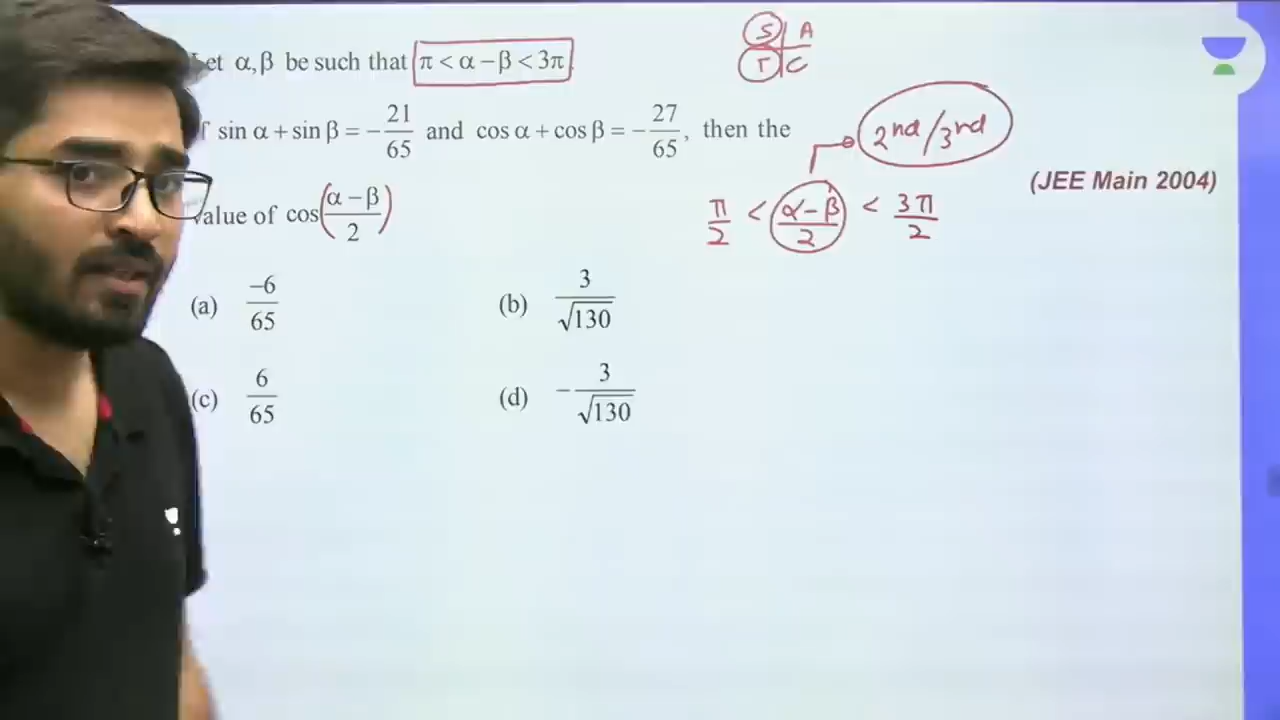 α, β be such that π < α − β < 3π
sin α + sin β = −21/65 and cos α + cos β = −27/65, then the
value of cos((α − β)/2)
(JEE Main 2004)
(a) −6/65
(b) 3/√130
(c) 6/65
(d) −3/√130
S A
T C
2nd/3rd
π/2 < (α−β)/2 < 3π/2